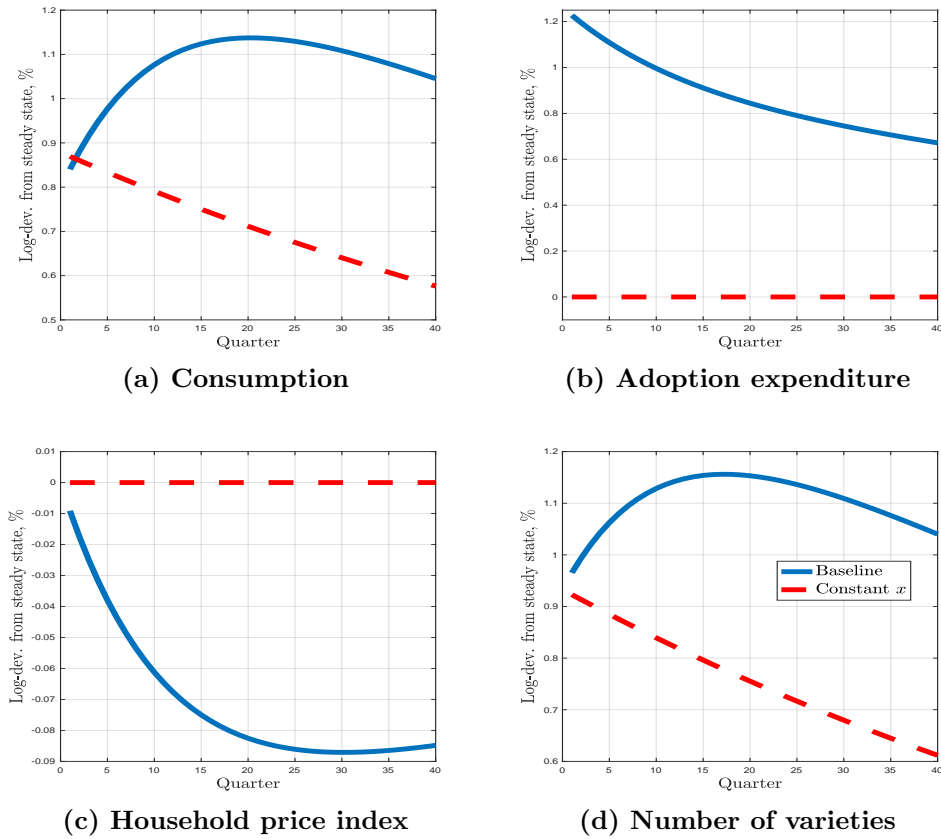 1.2
1.1
1
0.9
0.8
0.7
0.6
0.5
Log-dev. from steady state, %
0 5 10 15 20 25 30 35 40
Quarter
(a) Consumption
1.2
1
0.8
0.6
0.4
0.2
0
Log-dev. from steady state, %
0 5 10 15 20 25 30 35 40
Quarter
(b) Adoption expenditure
0.01
0
-0.01
-0.02
-0.03
-0.04
-0.05
-0.06
-0.07
-0.08
-0.09
Log-dev. from steady state, %
0 5 10 15 20 25 30 35 40
Quarter
(c) Household price index
1.2
1.1
1
0.9
0.8
0.7
0.6
Log-dev. from steady state, %
Baseline
Constant x
0 5 10 15 20 25 30 35 40
Quarter
(d) Number of varieties